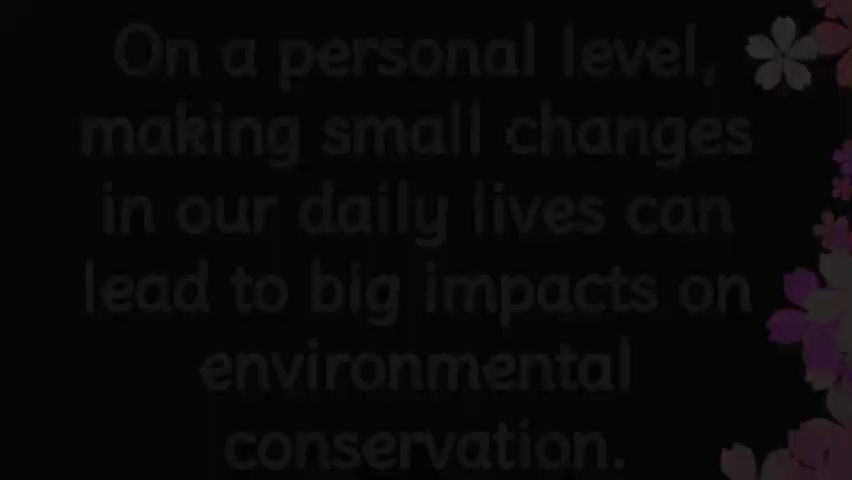 On a personal level,
making small changes
in our daily lives can
lead to big impacts on
environmental
conservation.